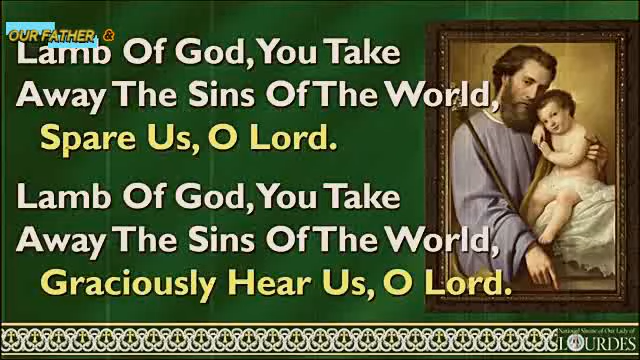 OUR FATHER, &
Lamb Of God, You Take
Away The Sins Of The World,
Spare Us, O Lord.
Lamb Of God, You Take
Away The Sins Of The World,
Graciously Hear Us, O Lord.
National Shrine of Our Lady of
LOURDES